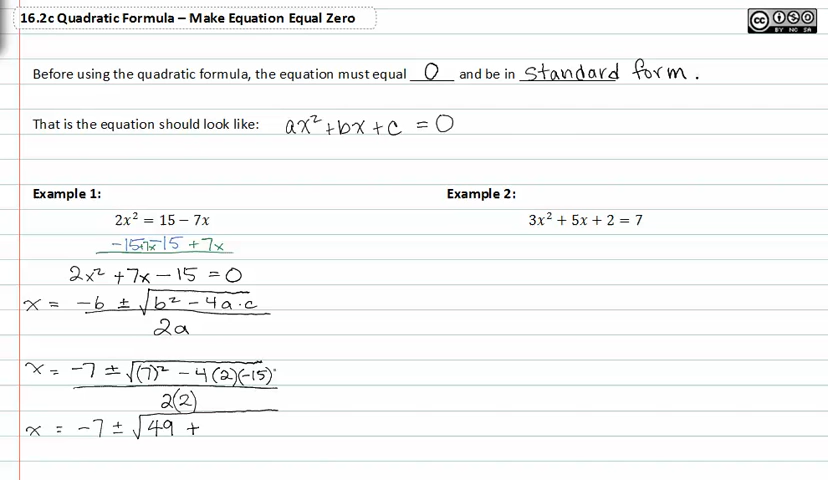 16.2c Quadratic Formula – Make Equation Equal Zero
Before using the quadratic formula, the equation must equal 0 and be in standard form.
That is the equation should look like: ax² + bx + c = 0
Example 1:
2x² = 15 − 7x
−15+7x −15 + 7x
2x² + 7x − 15 = 0
x = −b ± √b² − 4a·c
2a
x = −7 ± √(7)² − 4(2)(−15)
2(2)
x = −7 ± √49 +
Example 2:
3x² + 5x + 2 = 7
CC BY NC SA